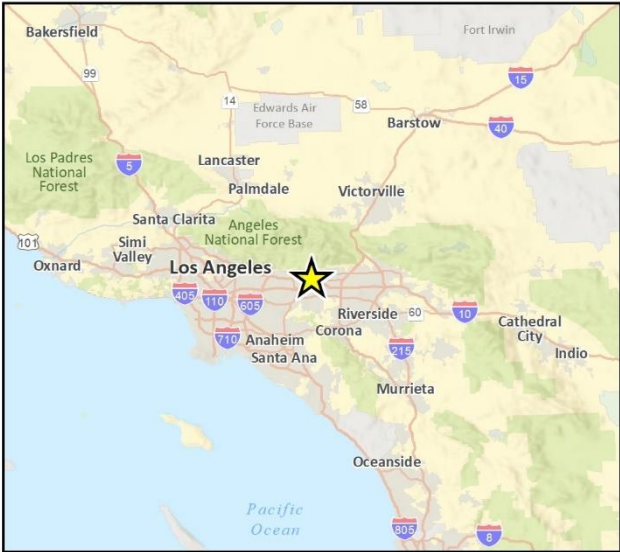 Bakersfield
Fort Irwin
99
15
14
Edwards Air
Force Base
58
Barstow
40
Los Padres
National
Forest
5
Lancaster
Palmdale
Victorville
Santa Clarita
Angeles
National Forest
101
Simi
Valley
Oxnard
Los Angeles
405
110
605
Riverside
60
10
Cathedral
City
Indio
710
Anaheim
Corona
Santa Ana
215
Murrieta
Oceanside
Pacific
Ocean
805
8